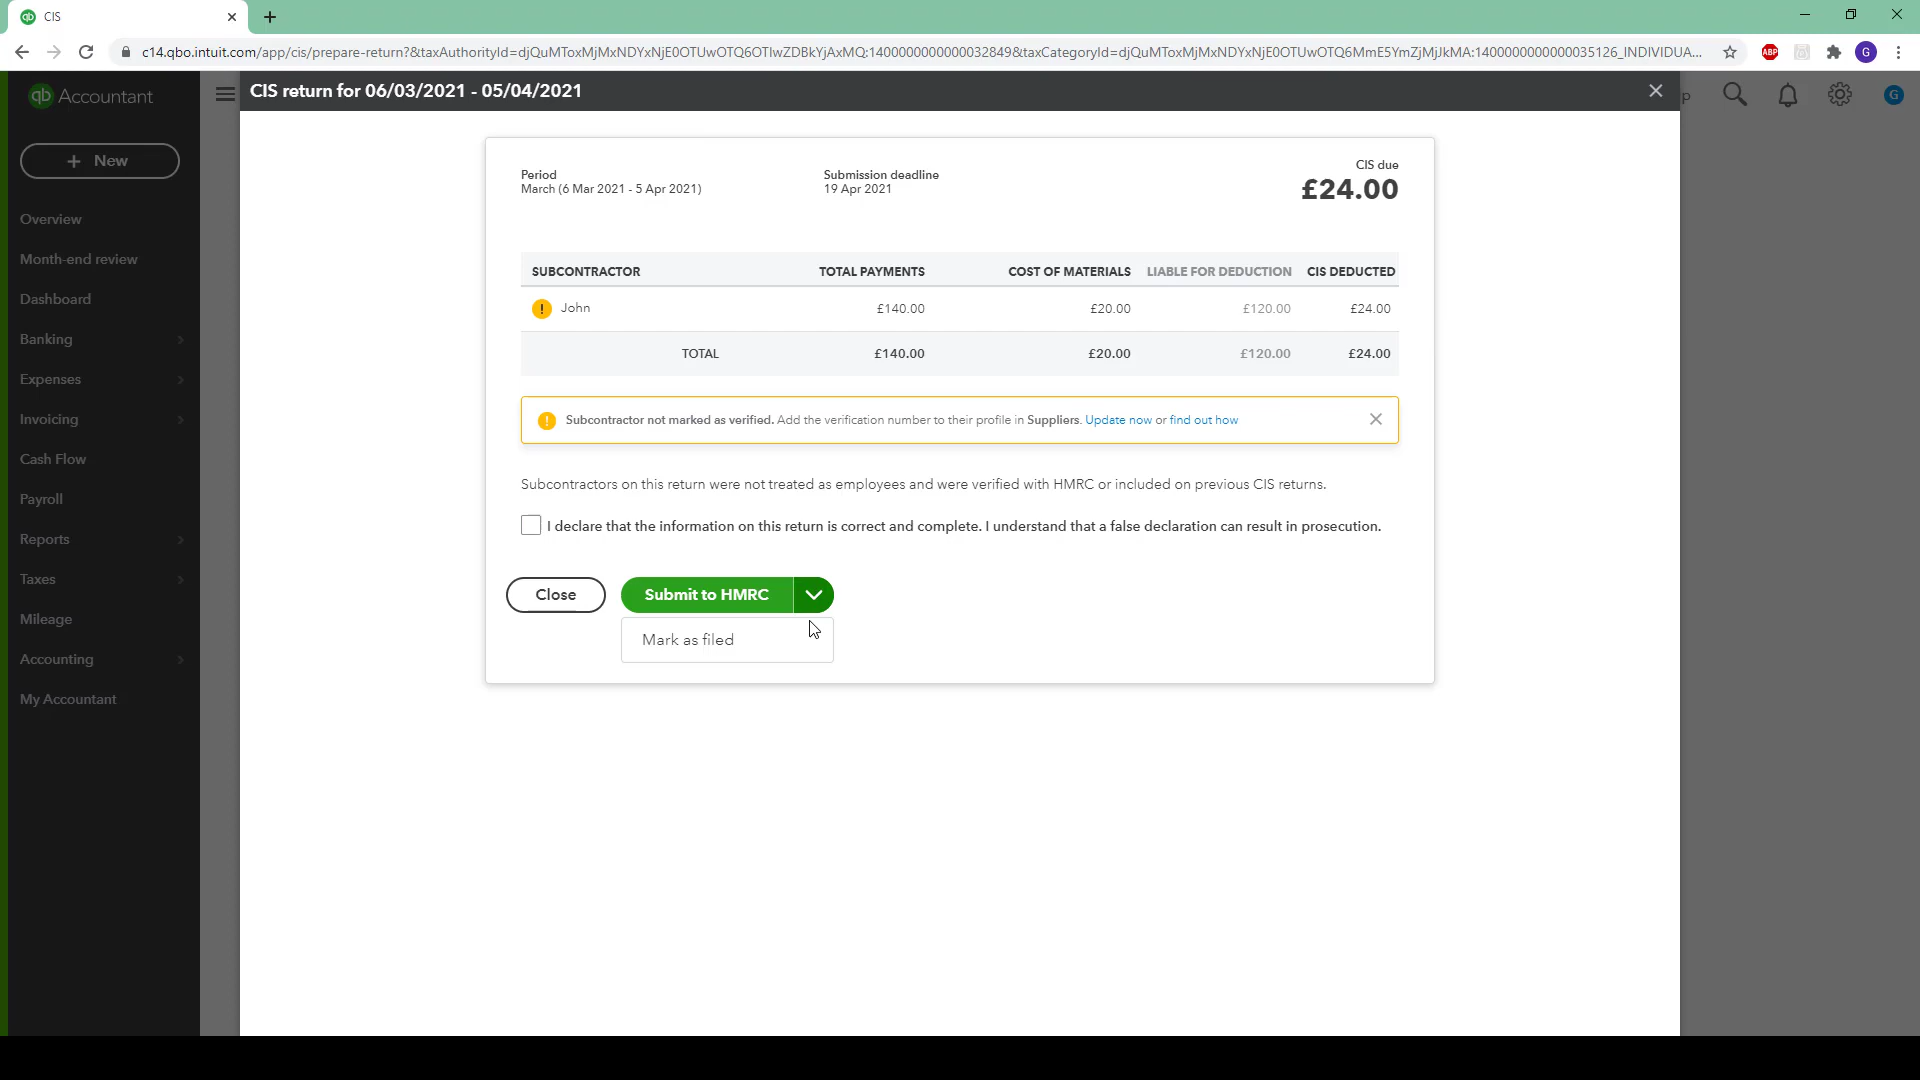 CIS
c14.qbo.intuit.com/app/cis/prepare-return?&taxAuthorityId=djQuMToxMjMxNDYxNjE0OTUwOTQ6OTIwZDBkYjAxMQ:1400000000000032849&taxCategoryId=djQuMToxMjMxNDYxNjE0OTUwOTQ6MmE5YmZjMjJkMA:1400000000000035126_INDIVIDUA...
ABP
G
qb Accountant
CIS return for 06/03/2021 - 05/04/2021
p
G
+ New
Overview
Month-end review
Dashboard
Banking
Expenses
Invoicing
Cash Flow
Payroll
Reports
Taxes
Mileage
Accounting
My Accountant
Period
March (6 Mar 2021 - 5 Apr 2021)
Submission deadline
19 Apr 2021
CIS due
£24.00
SUBCONTRACTOR TOTAL PAYMENTS COST OF MATERIALS LIABLE FOR DEDUCTION CIS DEDUCTED
! John £140.00 £20.00 £120.00 £24.00
TOTAL £140.00 £20.00 £120.00 £24.00
! Subcontractor not marked as verified. Add the verification number to their profile in Suppliers. Update now or find out how
Subcontractors on this return were not treated as employees and were verified with HMRC or included on previous CIS returns.
I declare that the information on this return is correct and complete. I understand that a false declaration can result in prosecution.
Close
Submit to HMRC
Mark as filed